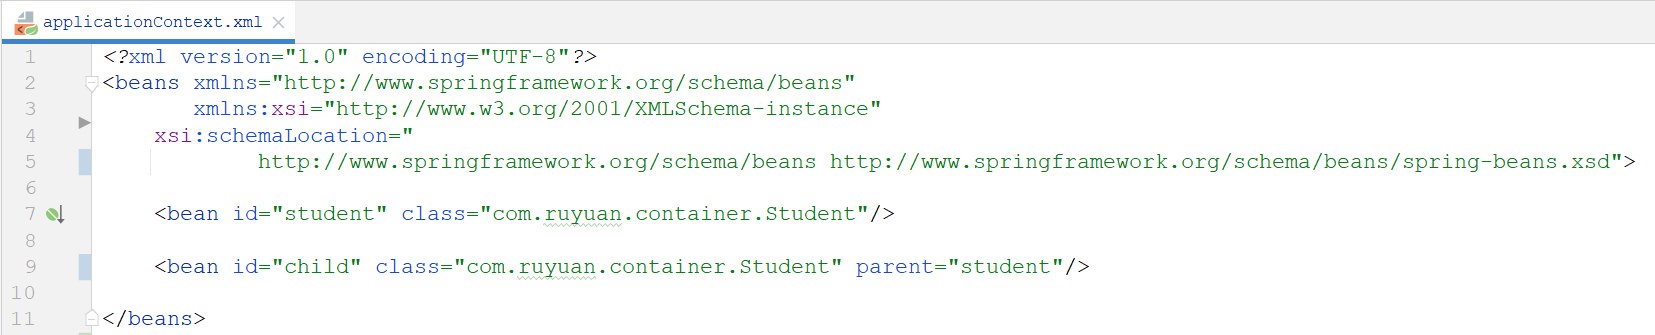 applicationContext.xml
1 <?xml version="1.0" encoding="UTF-8"?>
2 <beans xmlns="http://www.springframework.org/schema/beans"
3 xmlns:xsi="http://www.w3.org/2001/XMLSchema-instance"
4 xsi:schemaLocation="
5 http://www.springframework.org/schema/beans http://www.springframework.org/schema/beans/spring-beans.xsd">
6
7 <bean id="student" class="com.ruyuan.container.Student"/>
8
9 <bean id="child" class="com.ruyuan.container.Student" parent="student"/>
10
11 </beans>